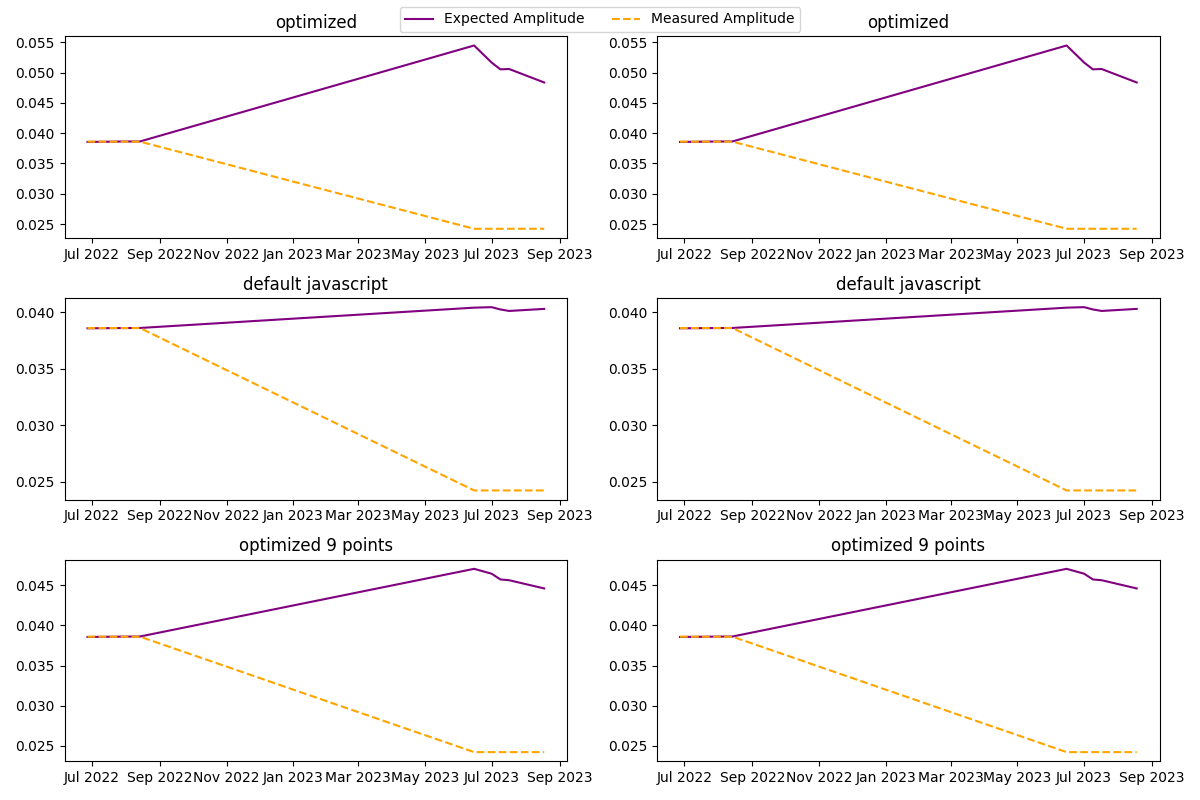 Expected Amplitude Measured Amplitude
optimized optimized
0.055 0.055
0.050 0.050
0.045 0.045
0.040 0.040
0.035 0.035
0.030 0.030
0.025 0.025
Jul 2022 Sep 2022 Nov 2022 Jan 2023 Mar 2023 May 2023 Jul 2023 Sep 2023 Jul 2022 Sep 2022 Nov 2022 Jan 2023 Mar 2023 May 2023 Jul 2023 Sep 2023
default javascript default javascript
0.040 0.040
0.035 0.035
0.030 0.030
0.025 0.025
Jul 2022 Sep 2022 Nov 2022 Jan 2023 Mar 2023 May 2023 Jul 2023 Sep 2023 Jul 2022 Sep 2022 Nov 2022 Jan 2023 Mar 2023 May 2023 Jul 2023 Sep 2023
optimized 9 points optimized 9 points
0.045 0.045
0.040 0.040
0.035 0.035
0.030 0.030
0.025 0.025
Jul 2022 Sep 2022 Nov 2022 Jan 2023 Mar 2023 May 2023 Jul 2023 Sep 2023 Jul 2022 Sep 2022 Nov 2022 Jan 2023 Mar 2023 May 2023 Jul 2023 Sep 2023